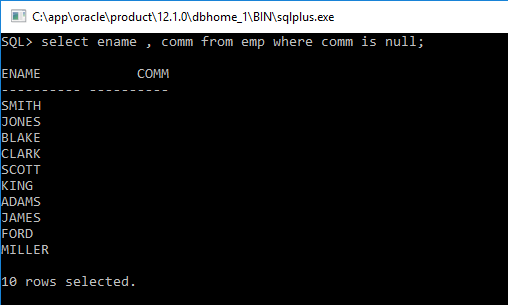 C:\app\oracle\product\12.1.0\dbhome_1\BIN\sqlplus.exe
SQL> select ename , comm from emp where comm is null;
ENAME            COMM
---------- ----------
SMITH
JONES
BLAKE
CLARK
SCOTT
KING
ADAMS
JAMES
FORD
MILLER
10 rows selected.